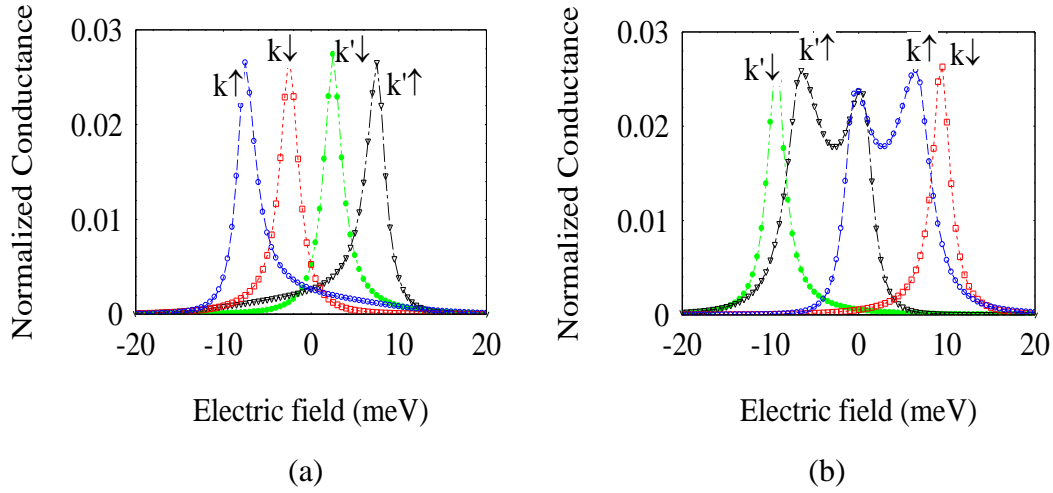 Normalized Conductance
0.03
0.02
0.01
0
k↑
k↓
k'↓
k'↑
-20
-10
0
10
20
Electric field (meV)
(a)
Normalized Conductance
0.03
0.02
0.01
0
k'↓
k'↑
k↑
k↓
-20
-10
0
10
20
Electric field (meV)
(b)